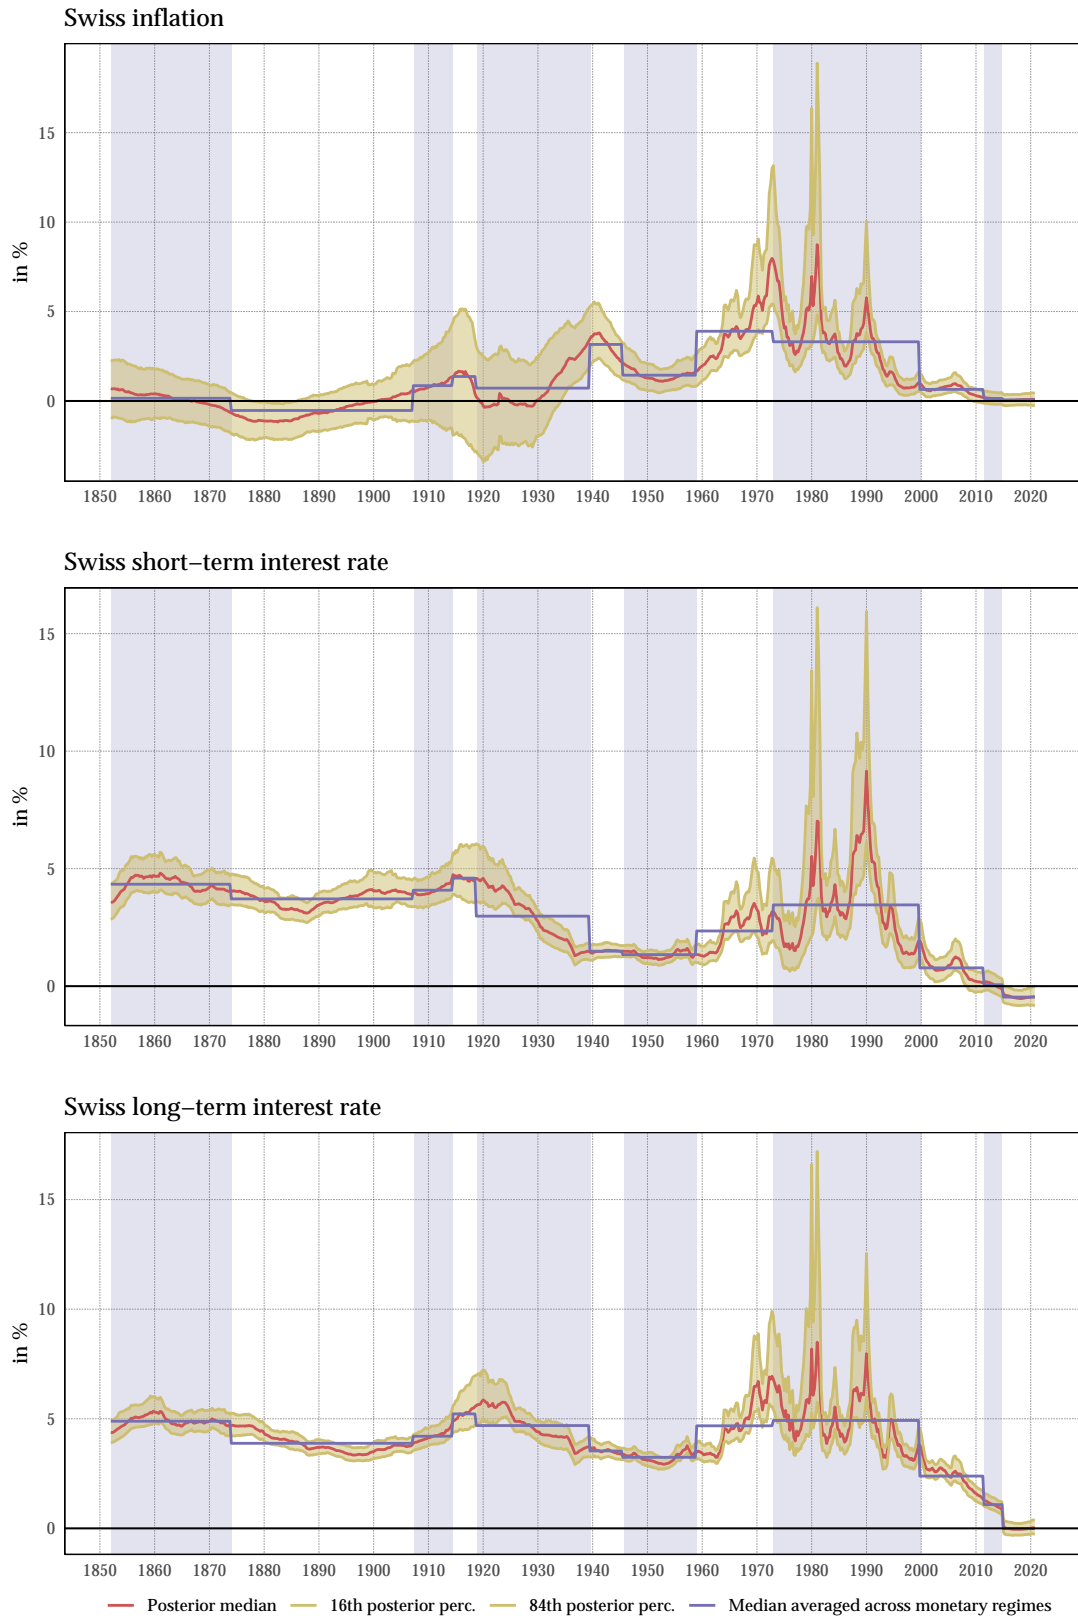 Swiss inflation
15
10
5
0
in %
1850 1860 1870 1880 1890 1900 1910 1920 1930 1940 1950 1960 1970 1980 1990 2000 2010 2020
Swiss short–term interest rate
15
10
5
0
in %
1850 1860 1870 1880 1890 1900 1910 1920 1930 1940 1950 1960 1970 1980 1990 2000 2010 2020
Swiss long–term interest rate
15
10
5
0
in %
1850 1860 1870 1880 1890 1900 1910 1920 1930 1940 1950 1960 1970 1980 1990 2000 2010 2020
Posterior median 16th posterior perc. 84th posterior perc. Median averaged across monetary regimes